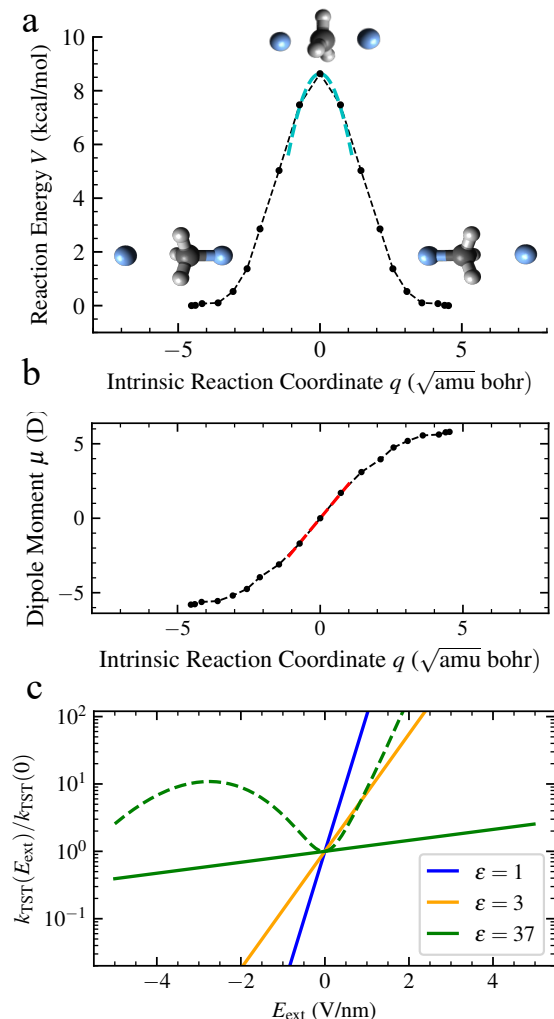 a
Reaction Energy V (kcal/mol)
10
8
6
4
2
0
−5
0
5
Intrinsic Reaction Coordinate q (√amu bohr)
b
Dipole Moment μ (D)
5
0
−5
−5
0
5
Intrinsic Reaction Coordinate q (√amu bohr)
c
k_TST(E_ext)/k_TST(0)
10²
10¹
10⁰
10⁻¹
ε = 1
ε = 3
ε = 37
−4
−2
0
2
4
E_ext (V/nm)